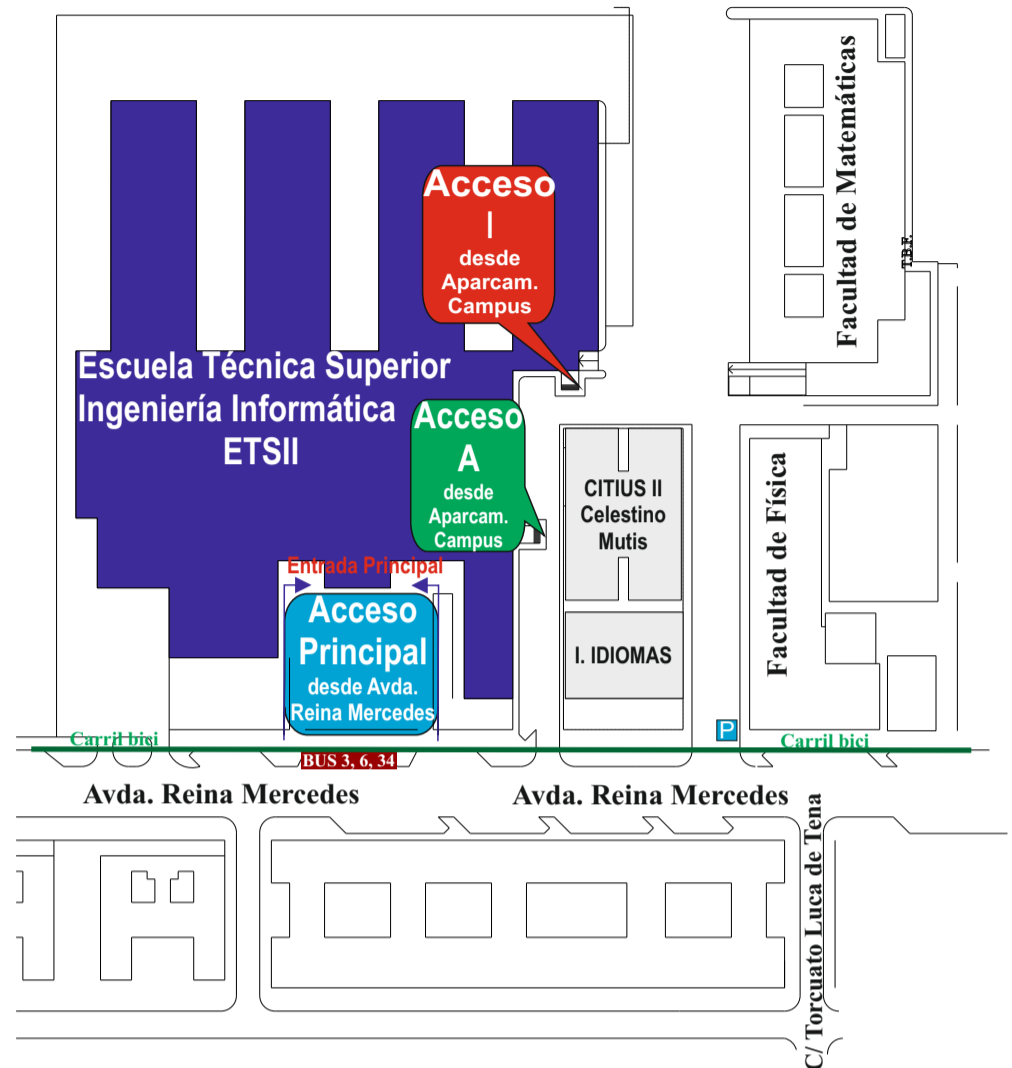 Facultad de Matemáticas
T.B.F.
Acceso
I
desde
Aparcam.
Campus
Escuela Técnica Superior
Ingeniería Informática
ETSII
Acceso
A
desde
Aparcam.
Campus
CITIUS II
Celestino
Mutis
I. IDIOMAS
Facultad de Física
Entrada Principal
Acceso
Principal
desde Avda.
Reina Mercedes
P
Carril bici
Carril bici
BUS 3, 6, 34
Avda. Reina Mercedes
Avda. Reina Mercedes
C/ Torcuato Luca de Tena